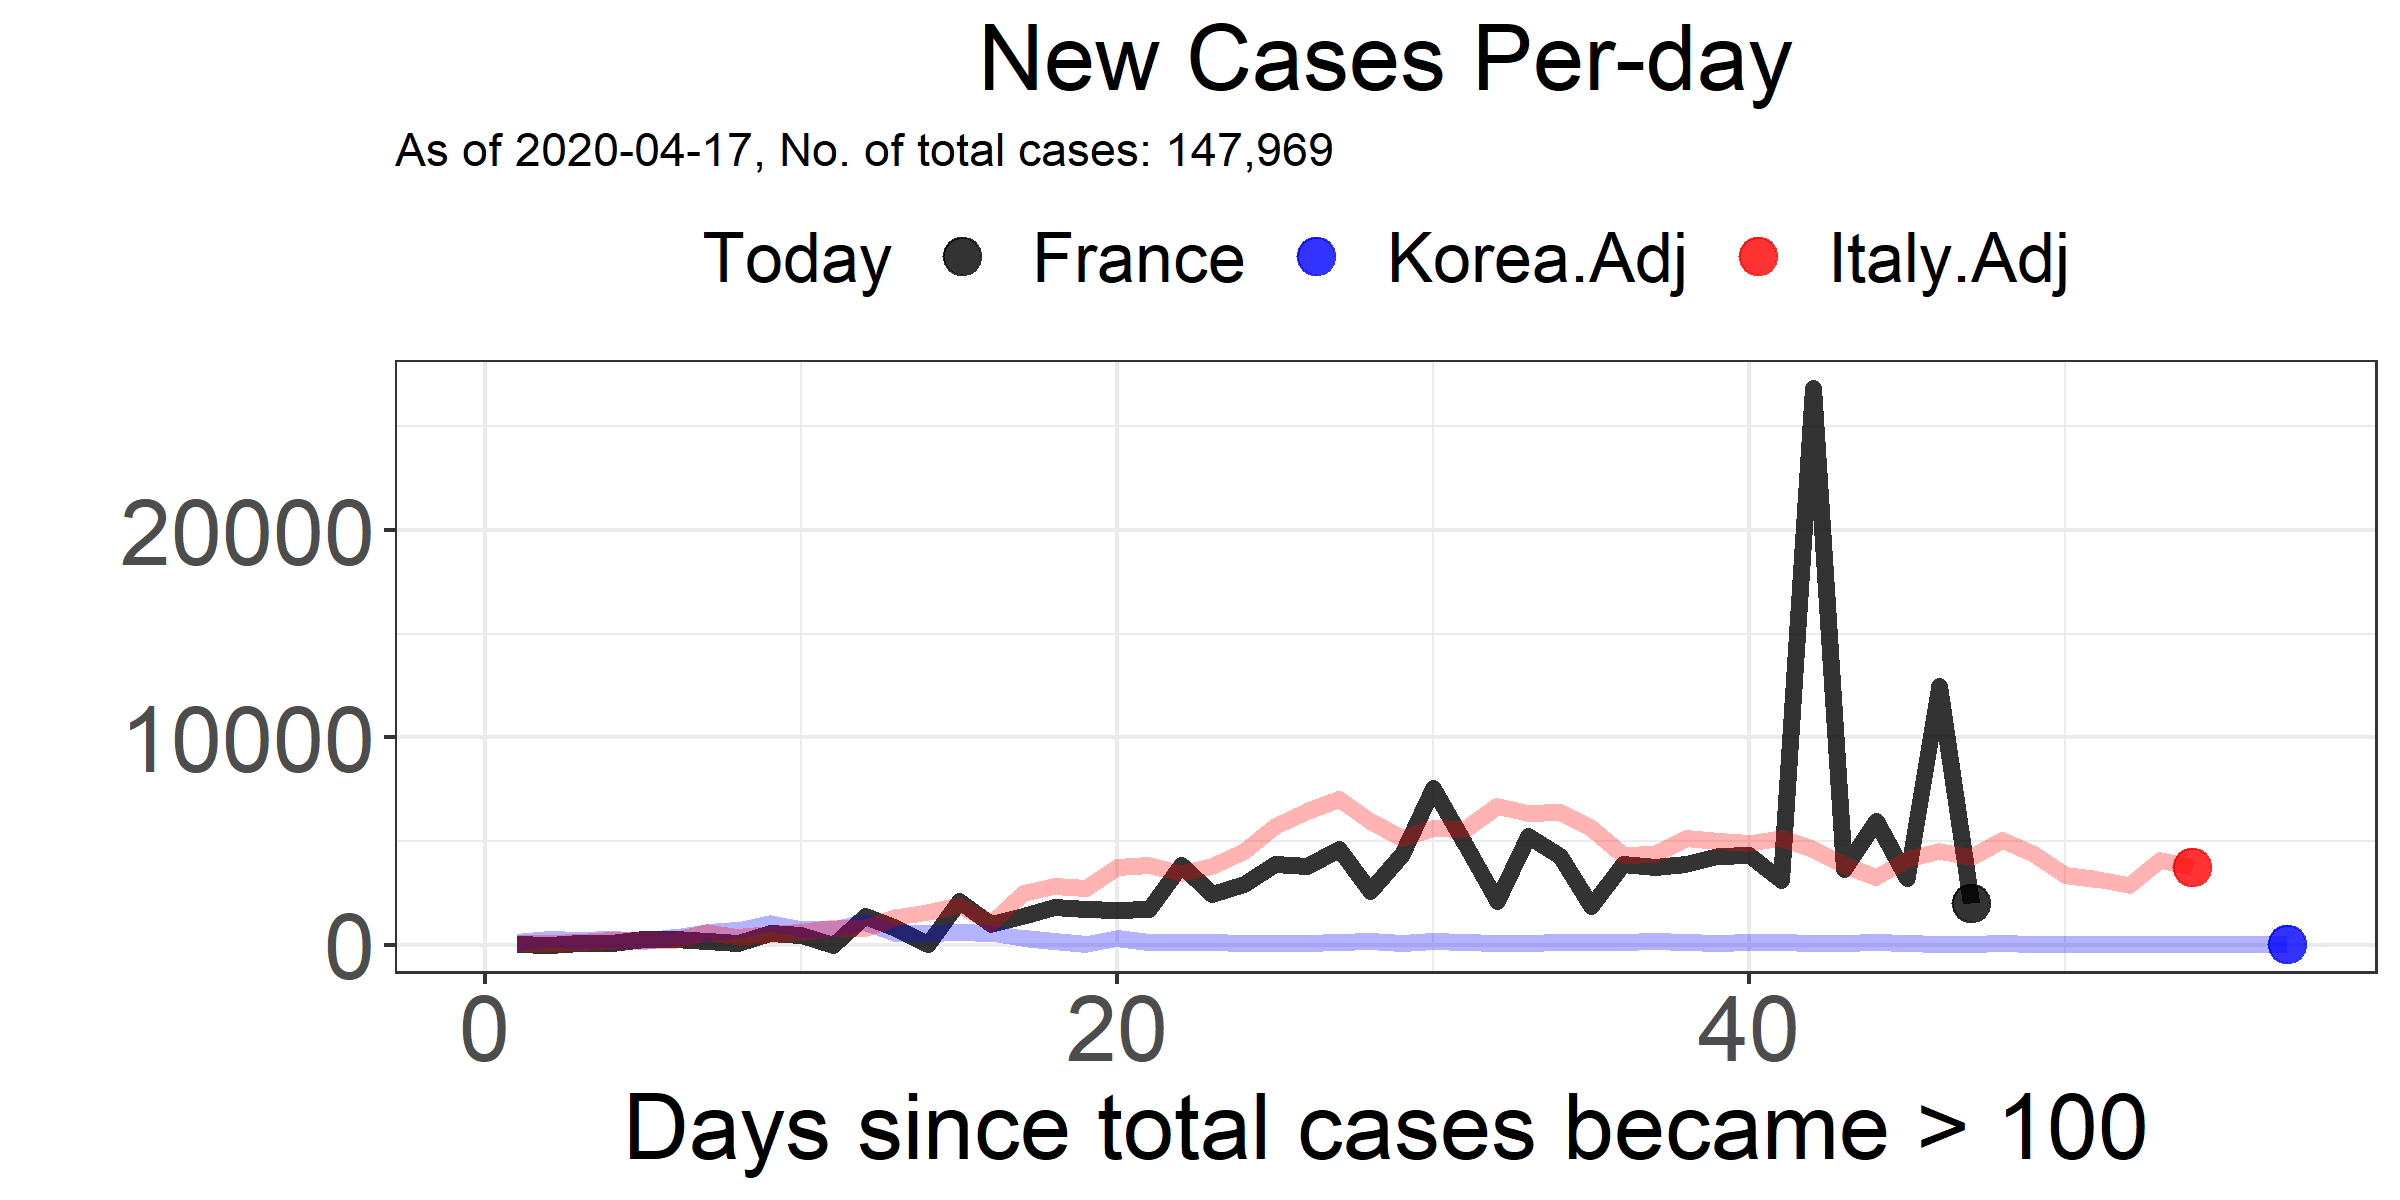 New Cases Per-day
As of 2020-04-17, No. of total cases: 147,969
Today France Korea.Adj Italy.Adj
20000
10000
0
0 20 40
Days since total cases became > 100